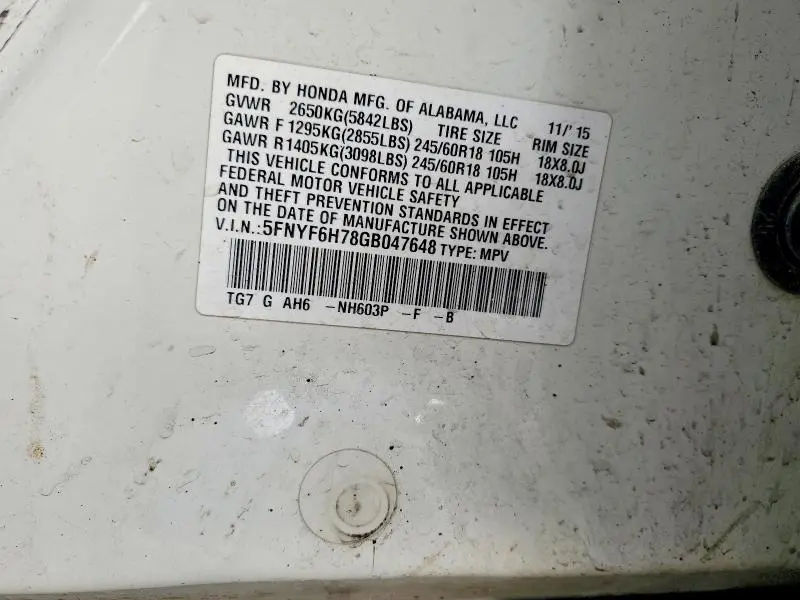 MFD. BY HONDA MFG. OF ALABAMA, LLC 11/'15
GVWR 2650KG(5842LBS) TIRE SIZE RIM SIZE
GAWR F 1295KG(2855LBS) 245/60R18 105H 18X8.0J
GAWR R 1405KG(3098LBS) 245/60R18 105H 18X8.0J
THIS VEHICLE CONFORMS TO ALL APPLICABLE
FEDERAL MOTOR VEHICLE SAFETY
AND THEFT PREVENTION STANDARDS IN EFFECT
ON THE DATE OF MANUFACTURE SHOWN ABOVE.
V.I.N.:5FNYF6H78GB047648 TYPE: MPV
TG7 G AH6 -NH603P -F -B